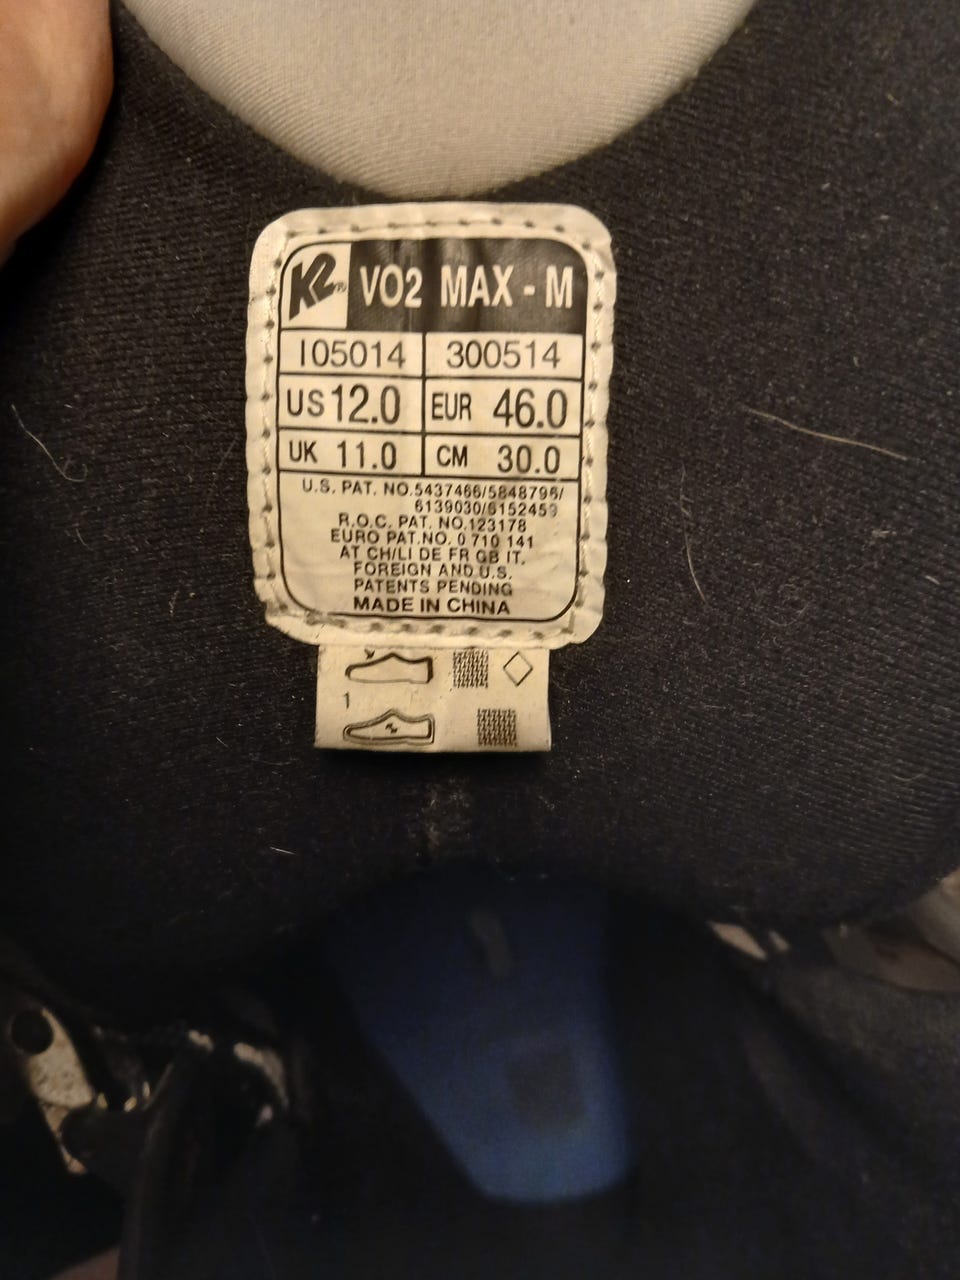 K2® VO2 MAX - M
105014 300514
US 12.0 EUR 46.0
UK 11.0 CM 30.0
U.S. PAT. NO.5437466/5848796/
6139030/6152459
R.O.C. PAT. NO.123178
EURO PAT.NO. 0 710 141
AT CH/LI DE FR GB IT,
FOREIGN AND U.S.
PATENTS PENDING
MADE IN CHINA
1